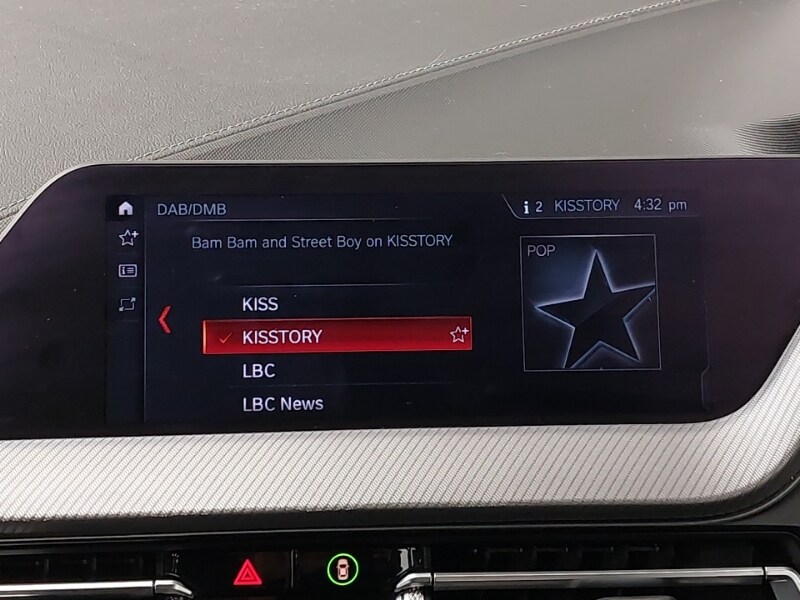 DAB/DMB
i 2 KISSTORY 4:32 pm
Bam Bam and Street Boy on KISSTORY
POP
KISS
KISSTORY
LBC
LBC News